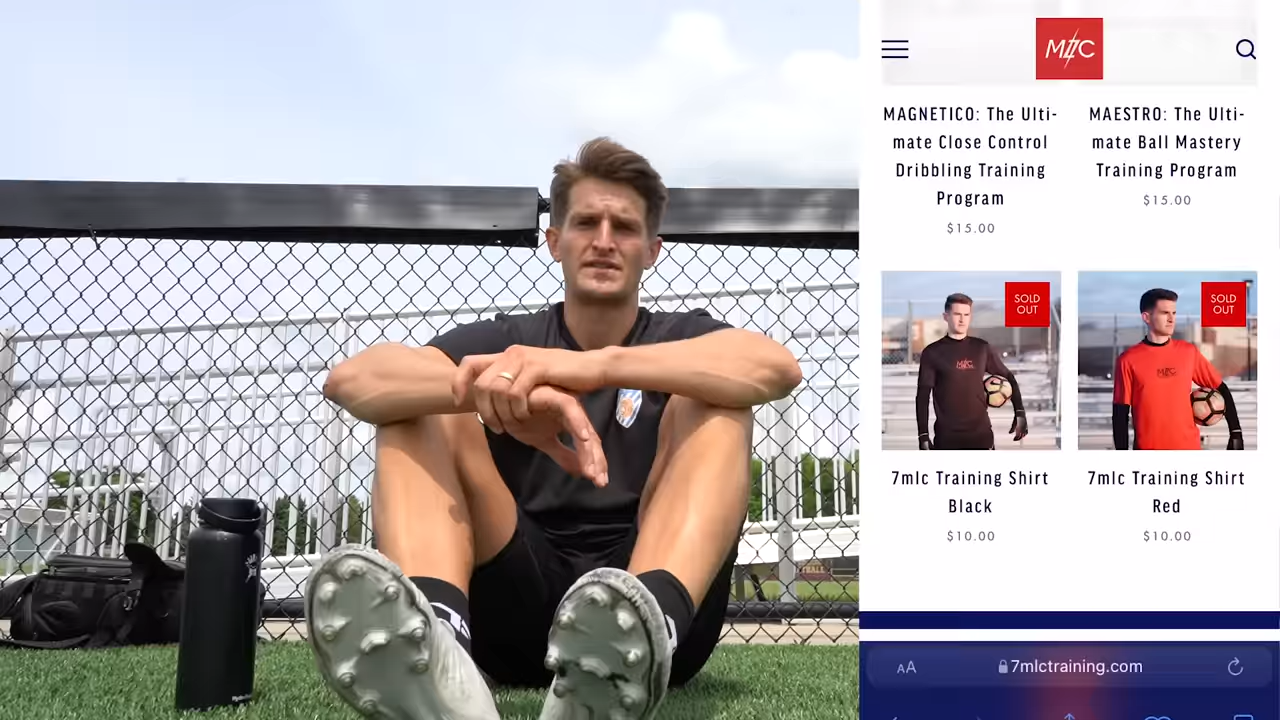 MZC
MAGNETICO: The Ulti-
mate Close Control
Dribbling Training
Program
$15.00
MAESTRO: The Ulti-
mate Ball Mastery
Training Program
$15.00
SOLD
OUT
SOLD
OUT
7mlc Training Shirt
Black
$10.00
7mlc Training Shirt
Red
$10.00
AA
7mlctraining.com